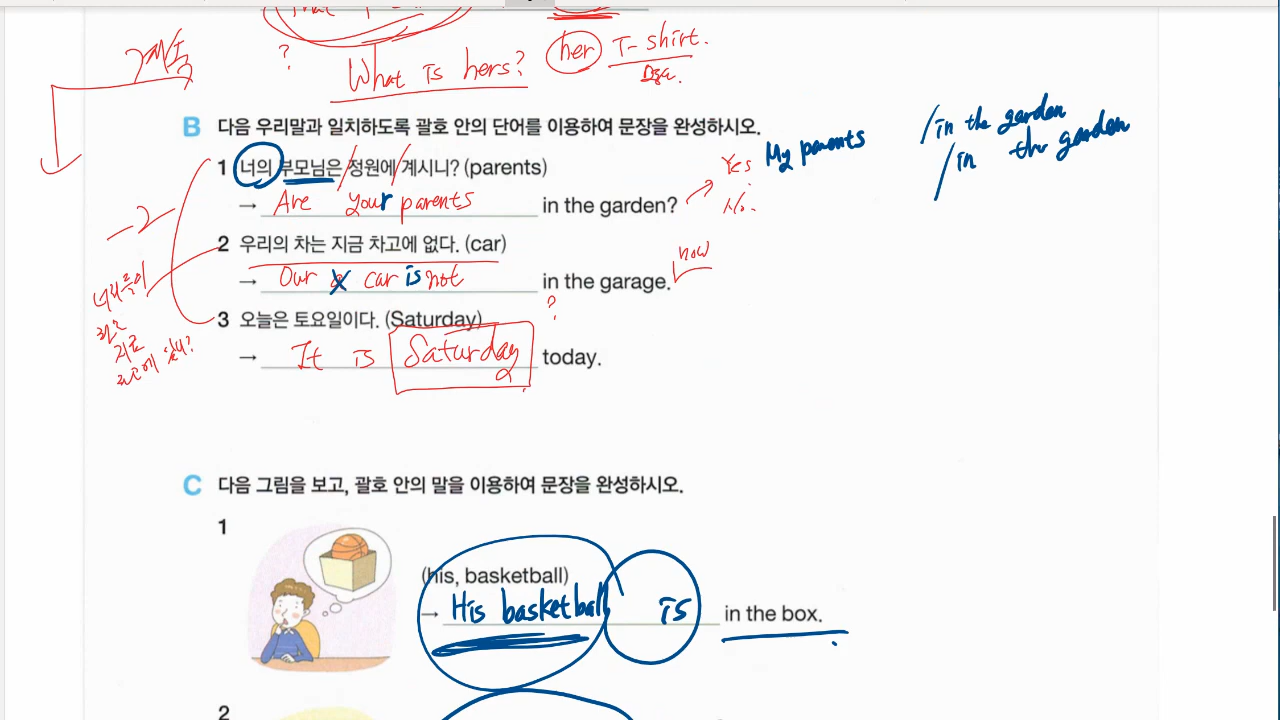 What is hers? her T-shirt.
B 다음 우리말과 일치하도록 괄호 안의 단어를 이용하여 문장을 완성하시오.
/in the garden
/in the garden
1 너의 부모님은 정원에 계시니? (parents)
Yes. My parents
→ Are your parents in the garden?
No.
-2
2 우리의 차는 지금 차고에 없다. (car)
now
→ Our car is not in the garage.
3 오늘은 토요일이다. (Saturday)
?
→ It is Saturday today.
C 다음 그림을 보고, 괄호 안의 말을 이용하여 문장을 완성하시오.
1
(his, basketball)
→ His basketball is in the box.
2